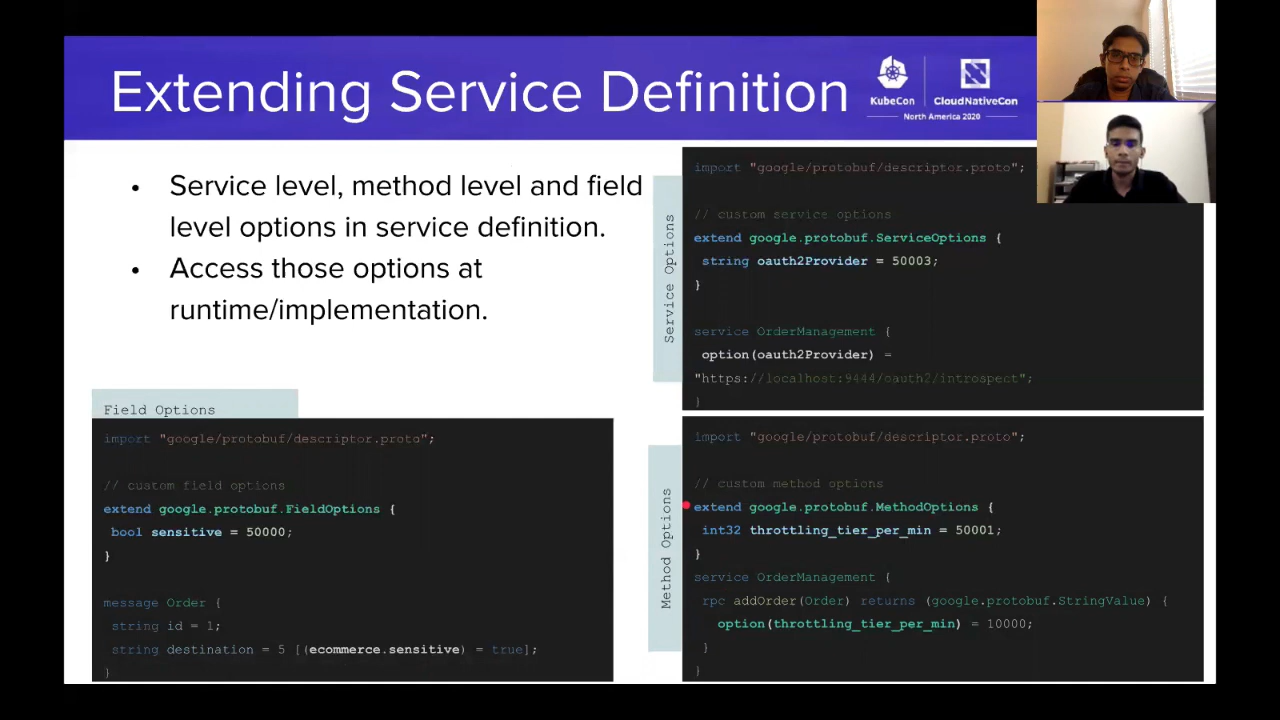 Extending Service Definition
KubeCon
CloudNativeCon
North America 2020
• Service level, method level and field
level options in service definition.
• Access those options at
runtime/implementation.
Service Options
import "google/protobuf/descriptor.proto";
// custom service options
extend google.protobuf.ServiceOptions {
string oauth2Provider = 50003;
}
service OrderManagement {
option(oauth2Provider) =
"https://localhost:9444/oauth2/introspect";
}
Field Options
import "google/protobuf/descriptor.proto";
// custom field options
extend google.protobuf.FieldOptions {
bool sensitive = 50000;
}
message Order {
string id = 1;
string destination = 5 [(ecommerce.sensitive) = true];
}
Method Options
import "google/protobuf/descriptor.proto";
// custom method options
extend google.protobuf.MethodOptions {
int32 throttling_tier_per_min = 50001;
}
service OrderManagement {
rpc addOrder(Order) returns (google.protobuf.StringValue) {
option(throttling_tier_per_min) = 10000;
}
}